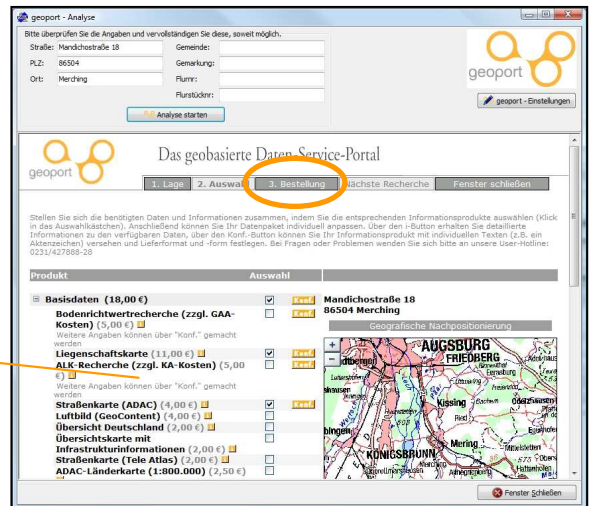 geoport - Analyse
Bitte überprüfen Sie die Angaben und vervollständigen Sie diese, soweit möglich.
Straße: Mandichostraße 18
Gemeinde:
PLZ: 86504
Gemarkung:
Ort: Merching
Flurnr:
Flurstücknr:
Analyse starten
geoport
geoport - Einstellungen
geoport
Das geobasierte Daten-Service-Portal
1. Lage 2. Auswahl 3. Bestellung Nächste Recherche Fenster schließen
Stellen Sie sich die benötigten Daten und Informationen zusammen, indem Sie die entsprechenden Informationsprodukte auswählen (Klick
in das Auswahlkästchen). Anschließend können Sie Ihr Datenpaket individuell anpassen. Über den i-Button erhalten Sie detaillierte
Informationen zu den verfügbaren Daten, über den Konf.-Button können Sie Ihr Informationsprodukt mit individuellen Texten (z.B. ein
Aktenzeichen) versehen und Lieferformat und -form festlegen. Bei Fragen oder Problemen wenden Sie sich bitte an unsere User-Hotline:
0231/427888-28
Produkt Auswahl
Basisdaten (18,00 €) Konf.
Bodenrichtwertrecherche (zzgl. GAA-
Kosten) (5,00 €)
Konf.
Weitere Angaben können über "Konf." gemacht
werden
Liegenschaftskarte (11,00 €) Konf.
ALK-Recherche (zzgl. KA-Kosten) (5,00
€)
Konf.
Weitere Angaben können über "Konf." gemacht
werden
Straßenkarte (ADAC) (4,00 €) Konf.
Luftbild (GeoContent) (4,00 €)
Übersicht Deutschland (2,00 €)
Übersichtskarte mit
Infrastrukturinformationen (2,00 €)
Straßenkarte (Tele Atlas) (2,00 €)
ADAC-Länderkarte (1:800.000) (2,50 €)
Mandichostraße 18
86504 Merching
Geografische Nachpositionierung
+
-
AUGSBURG
FRIEDBERG
Kissing
Ried
Mering
KÖNIGSBRUNN
Merching
Fenster Schließen